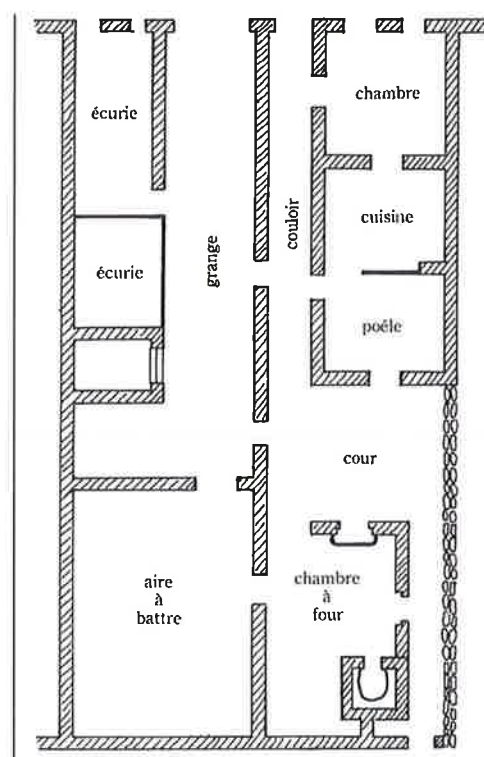 chambre
écurie
cuisine
couloir
grange
écurie
poêle
cour
aire
à
battre
chambre
à
four